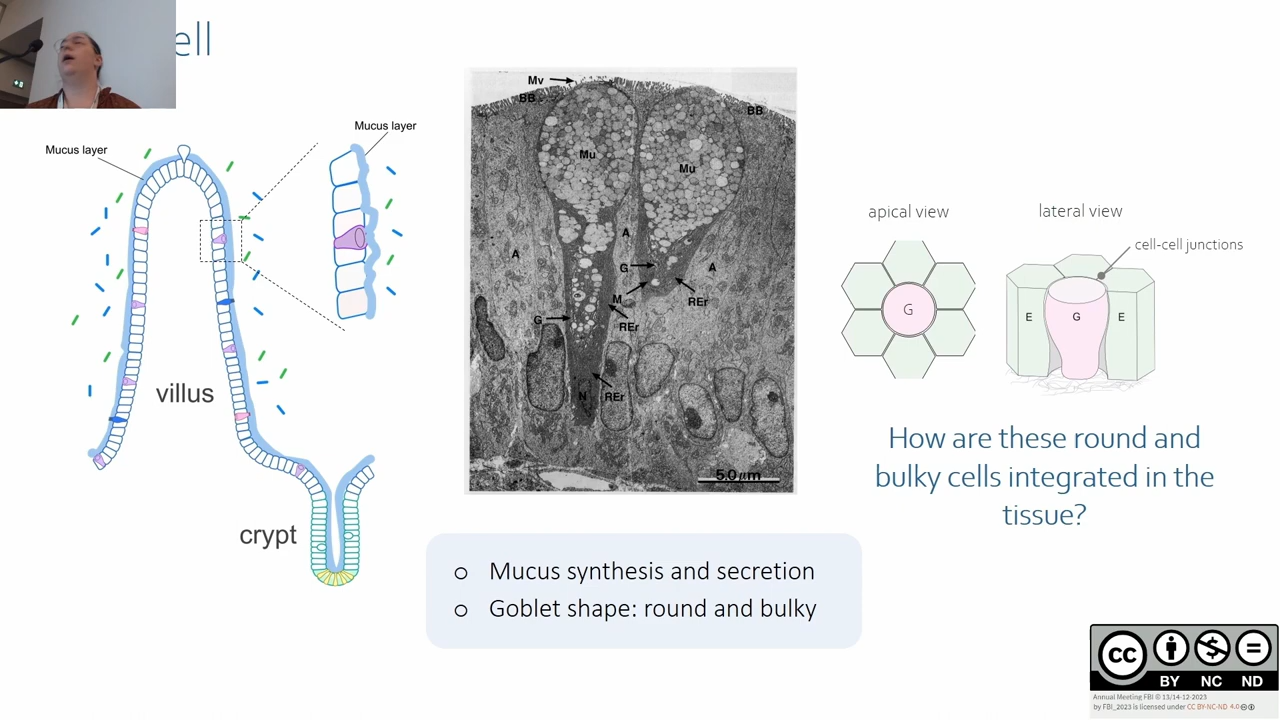 ell
Mucus layer
Mucus layer
villus
crypt
Mv
BB
BB
Mu
Mu
A
A
A
G
M
REr
G
REr
N
REr
5.0 µm
apical view
lateral view
cell-cell junctions
G
E
G
E
How are these round and
bulky cells integrated in the
tissue?
o Mucus synthesis and secretion
o Goblet shape: round and bulky
cc
BY NC ND
Annual Meeting FBI © 13/14-12-2023
by FBI_2023 is licensed under CC BY-NC-ND 4.0